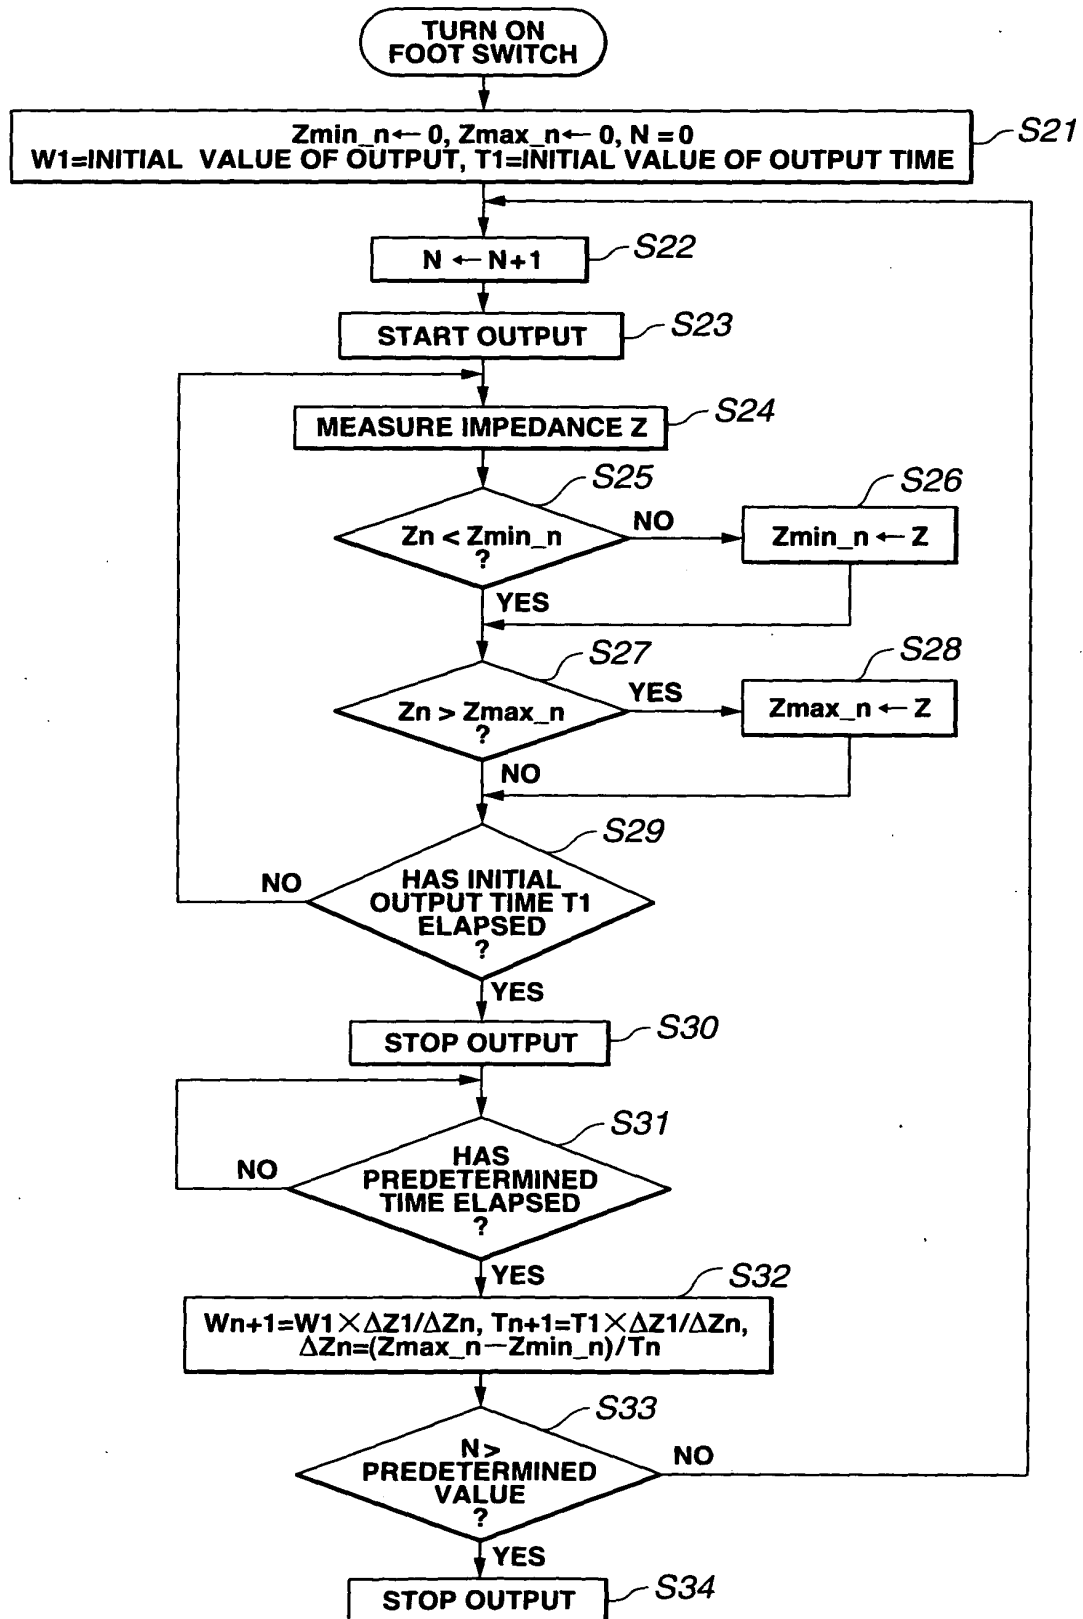 TURN ON
FOOT SWITCH
Zmin_n← 0, Zmax_n← 0, N = 0
W1=INITIAL VALUE OF OUTPUT, T1=INITIAL VALUE OF OUTPUT TIME
S21
N ← N+1
S22
START OUTPUT
S23
MEASURE IMPEDANCE Z
S24
S25
Zn < Zmin_n
?
NO
YES
S26
Zmin_n ← Z
S27
Zn > Zmax_n
?
YES
NO
S28
Zmax_n ← Z
S29
HAS INITIAL
OUTPUT TIME T1
ELAPSED
?
NO
YES
STOP OUTPUT
S30
S31
HAS
PREDETERMINED
TIME ELAPSED
?
NO
YES
S32
Wn+1=W1×ΔZ1/ΔZn, Tn+1=T1×ΔZ1/ΔZn,
ΔZn=(Zmax_n−Zmin_n)/Tn
S33
N >
PREDETERMINED
VALUE
?
NO
YES
STOP OUTPUT
S34